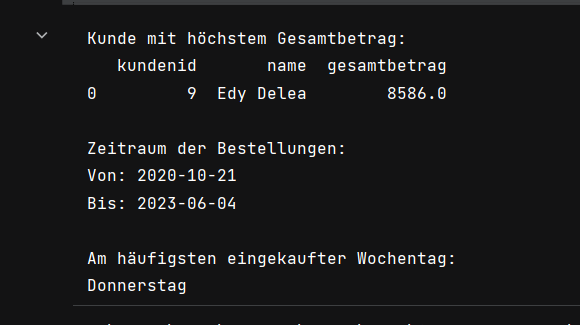 Kunde mit höchstem Gesamtbetrag:
kundenid name gesamtbetrag
0 9 Edy Delea 8586.0
Zeitraum der Bestellungen:
Von: 2020-10-21
Bis: 2023-06-04
Am häufigsten eingekaufter Wochentag:
Donnerstag